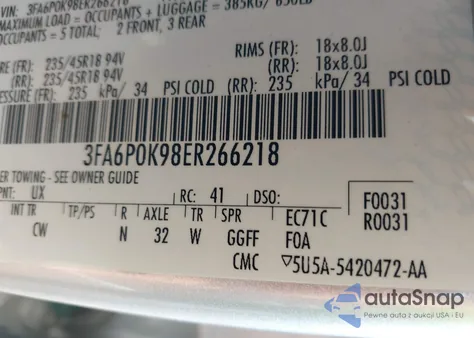 VIN: 3FA6P0K98ER266218
MAXIMUM LOAD = OCCUPANTS + LUGGAGE = 385KG/ 850LB
OCCUPANTS = 5 TOTAL: 2 FRONT, 3 REAR
RE (FR): 235/45R18 94V RIMS (FR): 18x8.0J
(RR): 235/45R18 94V (RR): 18x8.0J
ESSURE (FR): 235 kPa/ 34 PSI COLD (RR): 235 kPa/ 34 PSI COLD
3FA6P0K98ER266218
ER TOWING - SEE OWNER GUIDE
PNT: UX RC: 41 DSO: F0031
INT TR TP/PS R AXLE TR SPR EC71C R0031
CW N 32 W GGFF F0A
CMC ▽5U5A-5420472-AA
autoSnap
Pewne auta z aukcji USA i EU